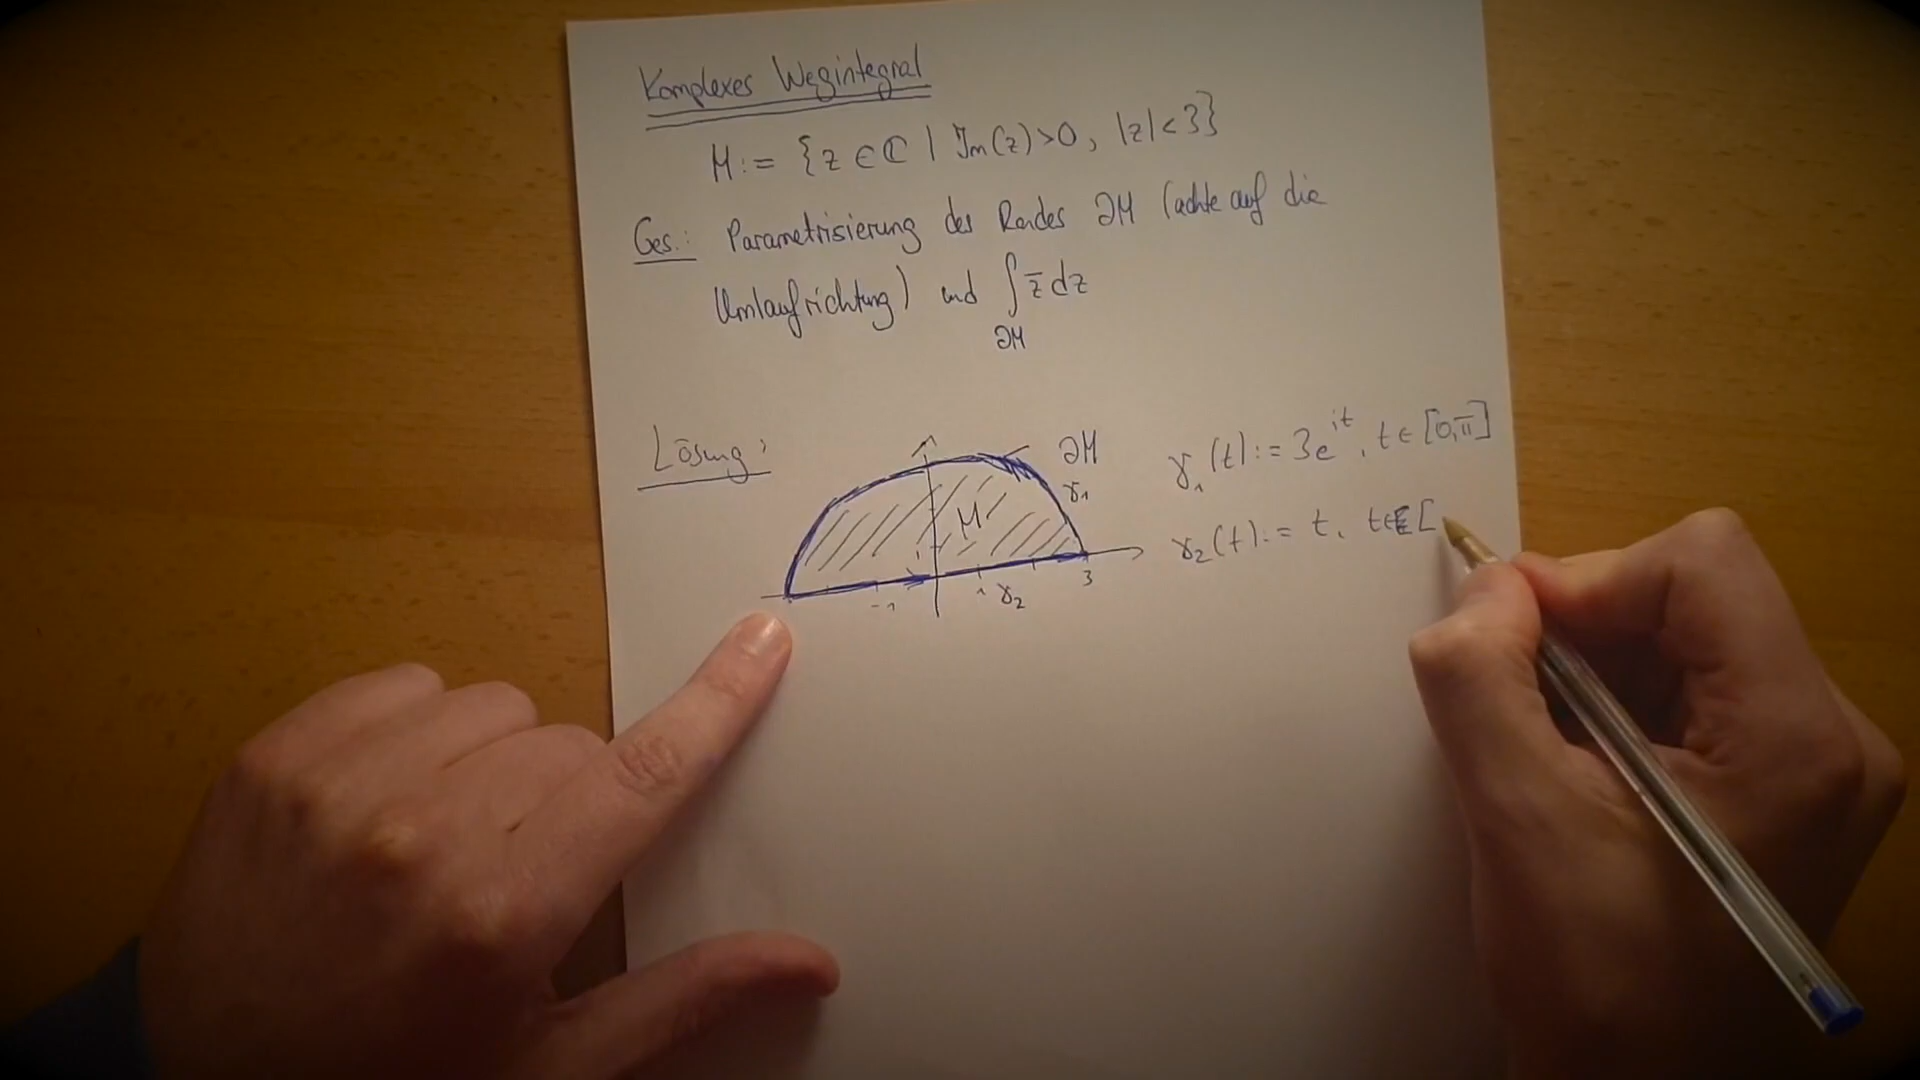 Komplexes Wegintegral
M := {z ∈ ℂ | Im(z)>0, |z|<3}
Ges.: Parametrisierung des Randes ∂M (achte auf die
Umlaufrichtung) und ∫ z̄ dz
∂M
Lösung:
∂M
γ₁
M
i
-1
1
γ₂
3
γ₁(t) := 3e^{it}, t ∈ [0,π]
γ₂(t) := t, t ∈ [